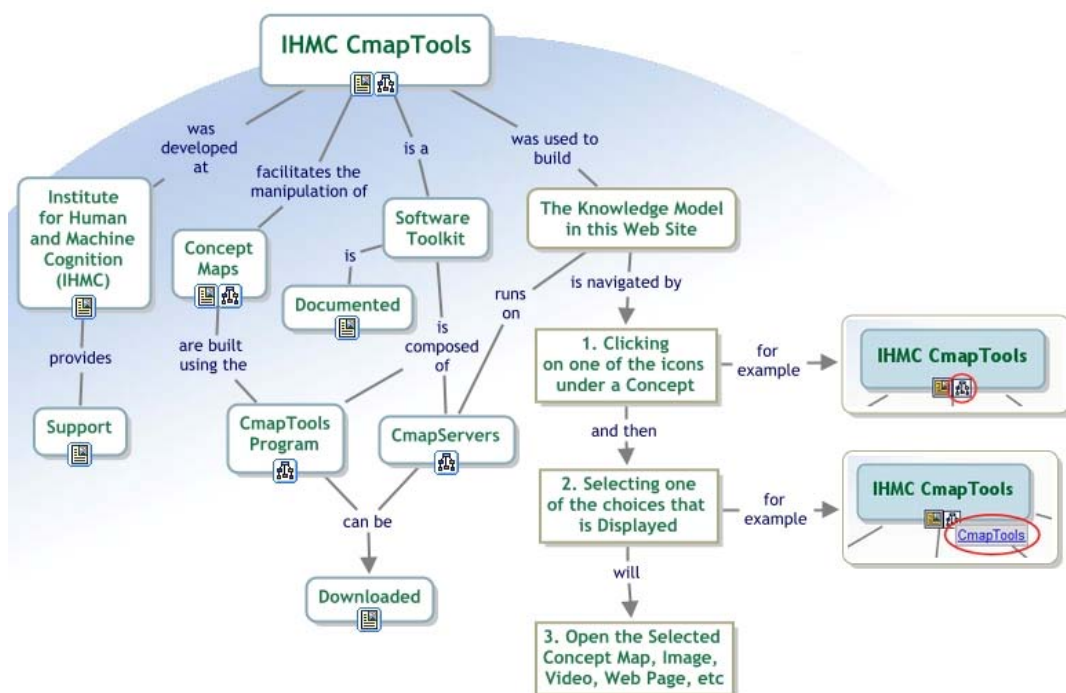 IHMC CmapTools
was
developed
at
facilitates the
manipulation of
is a
was used to
build
Institute
for Human
and Machine
Cognition
(IHMC)
Concept
Maps
Software
Toolkit
The Knowledge Model
in this Web Site
is
Documented
runs
on
is navigated by
provides
are built
using the
is
composed
of
1. Clicking
on one of the icons
under a Concept
for
example
IHMC CmapTools
Support
CmapTools
Program
CmapServers
and then
2. Selecting one
of the choices that
is Displayed
for
example
IHMC CmapTools
CmapTools
can be
will
Downloaded
3. Open the Selected
Concept Map, Image,
Video, Web Page, etc